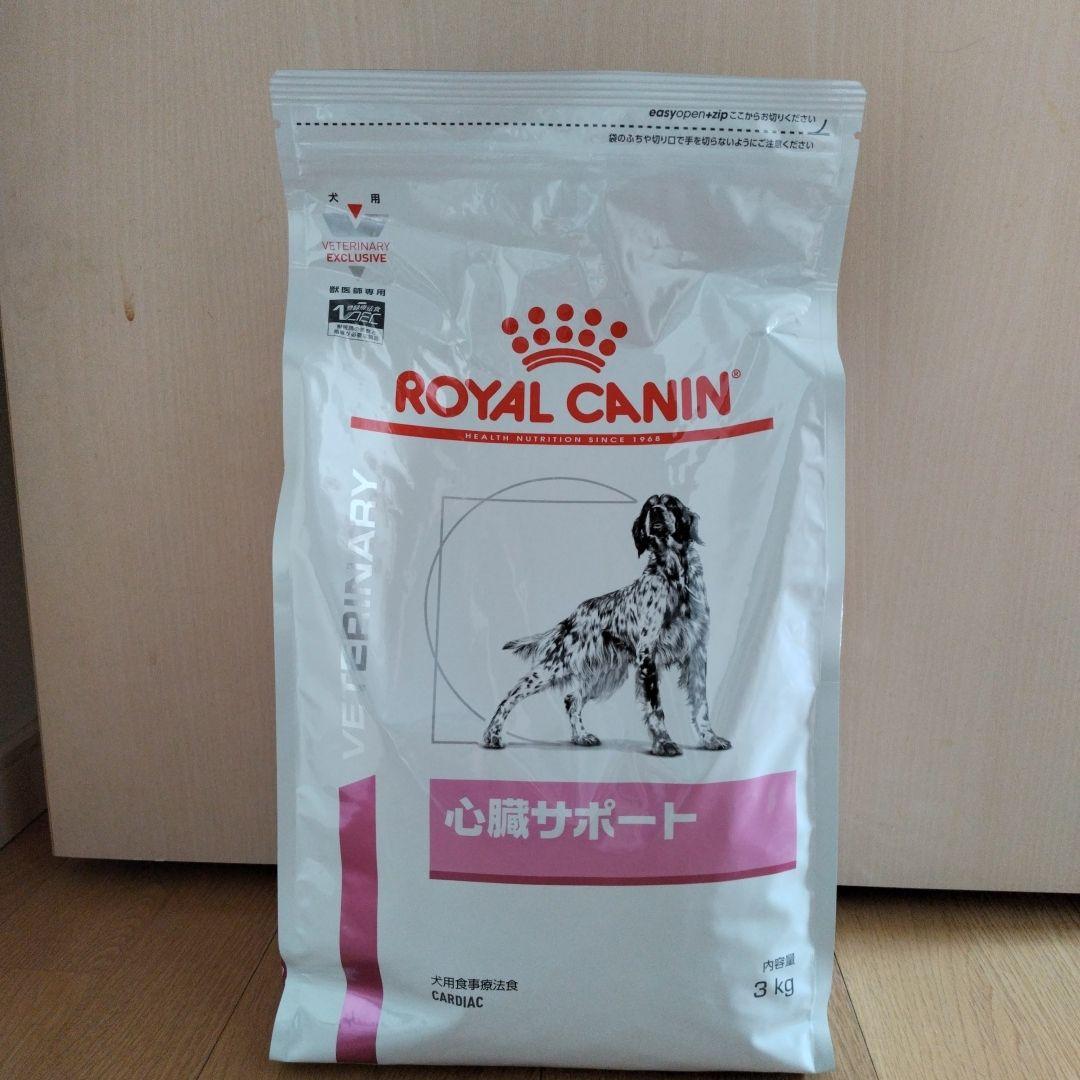 easyopen+zip ここからお切りください
袋のふちや切り口で手を切らないようにご注意ください
犬 用
VETERINARY
EXCLUSIVE
獣医師専用
ROYAL CANIN®
HEALTH NUTRITION SINCE 1968
VETERINARY
心臓サポート
犬用食事療法食
CARDIAC
内容量
3 kg